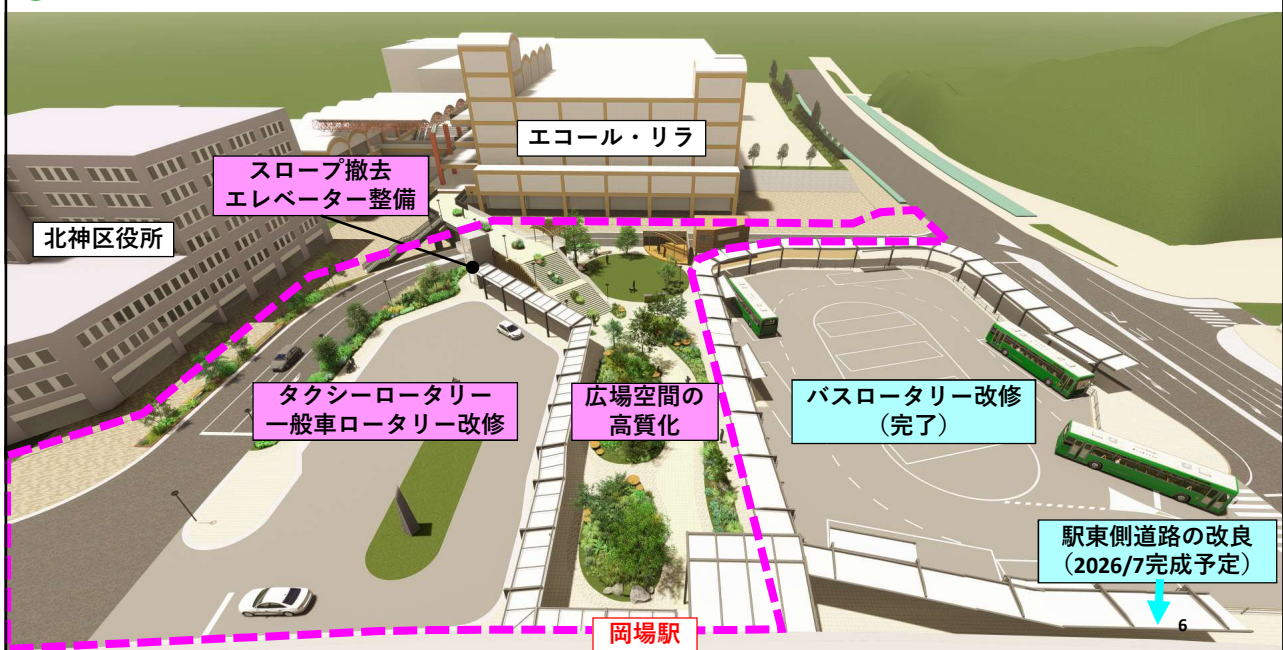 エコール・リラ
スロープ撤去
エレベーター整備
北神区役所
タクシーロータリー
一般車ロータリー改修
広場空間の
高質化
バスロータリー改修
（完了）
駅東側道路の改良
（2026/7完成予定）
岡場駅
6